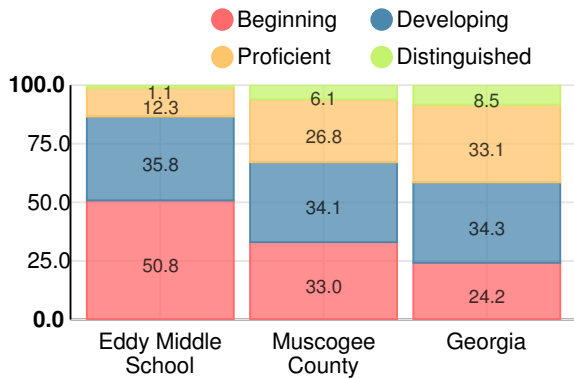 Beginning
Developing
Proficient
Distinguished
100.0
75.0
50.0
25.0
0.0
1.1
12.3
35.8
50.8
6.1
26.8
34.1
33.0
8.5
33.1
34.3
24.2
Eddy Middle
School
Muscogee
County
Georgia